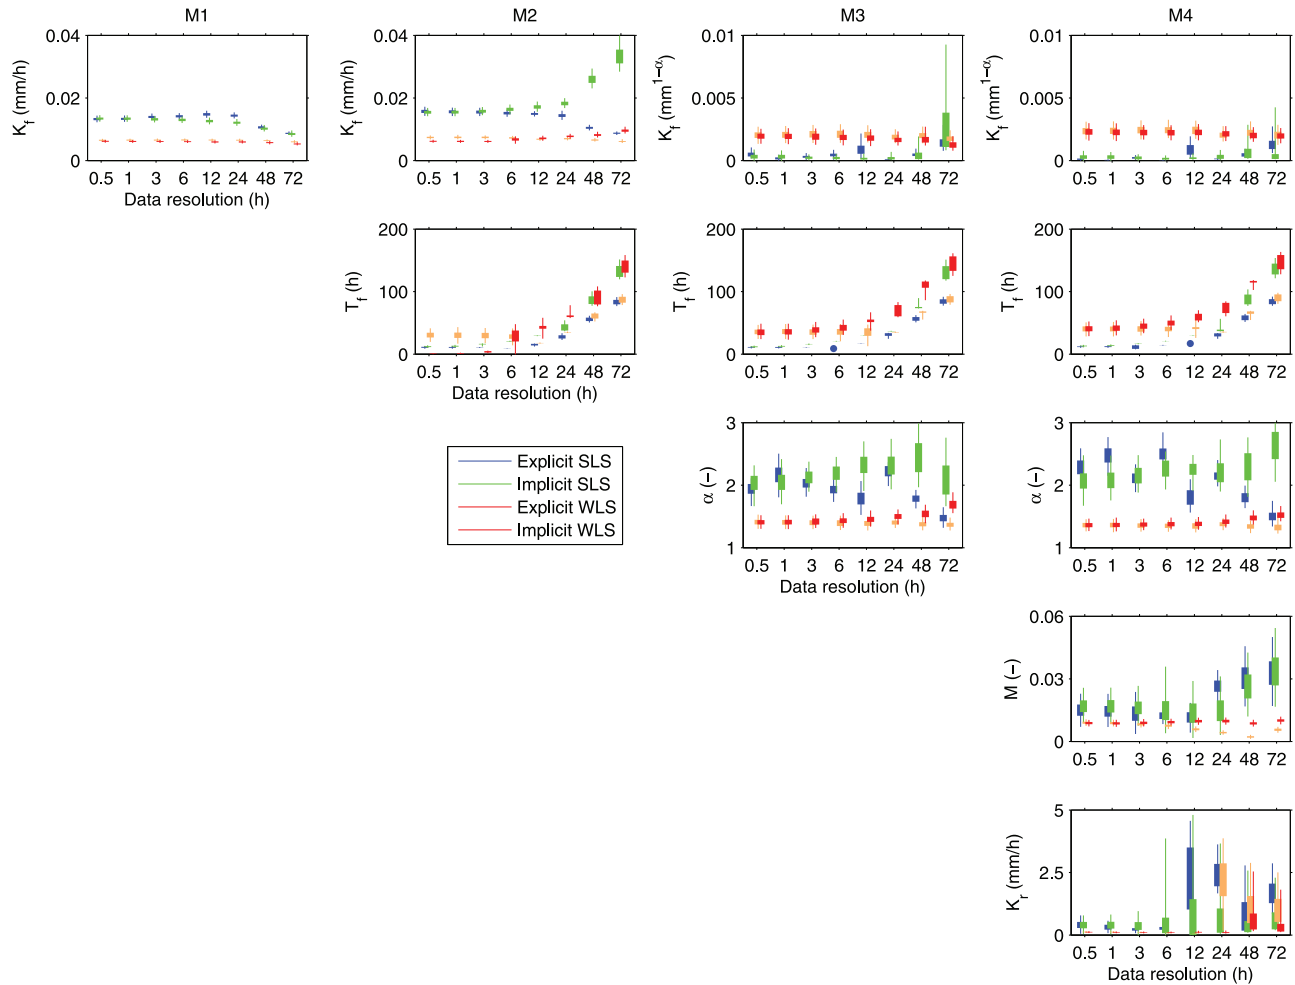 M1
M2
M3
M4
K_f (mm/h)
0.04
0.02
0
0.5 1 3 6 12 24 48 72
Data resolution (h)
K_f (mm/h)
0.04
0.02
0
0.5 1 3 6 12 24 48 72
K_f (mm^{1−α})
0.01
0.005
0
0.5 1 3 6 12 24 48 72
K_f (mm^{1−α})
0.01
0.005
0
0.5 1 3 6 12 24 48 72
T_f (h)
200
100
0
0.5 1 3 6 12 24 48 72
Data resolution (h)
T_f (h)
200
100
0
0.5 1 3 6 12 24 48 72
T_f (h)
200
100
0
0.5 1 3 6 12 24 48 72
Explicit SLS
Implicit SLS
Explicit WLS
Implicit WLS
α (−)
3
2
1
0.5 1 3 6 12 24 48 72
Data resolution (h)
α (−)
3
2
1
0.5 1 3 6 12 24 48 72
M (−)
0.06
0.03
0
0.5 1 3 6 12 24 48 72
K_r (mm/h)
5
2.5
0
0.5 1 3 6 12 24 48 72
Data resolution (h)